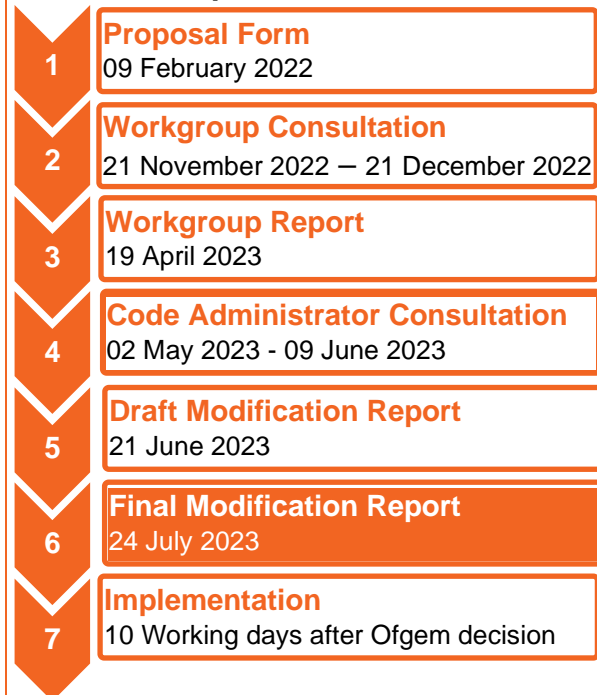 1
Proposal Form
09 February 2022
2
Workgroup Consultation
21 November 2022 – 21 December 2022
3
Workgroup Report
19 April 2023
4
Code Administrator Consultation
02 May 2023 - 09 June 2023
5
Draft Modification Report
21 June 2023
6
Final Modification Report
24 July 2023
7
Implementation
10 Working days after Ofgem decision